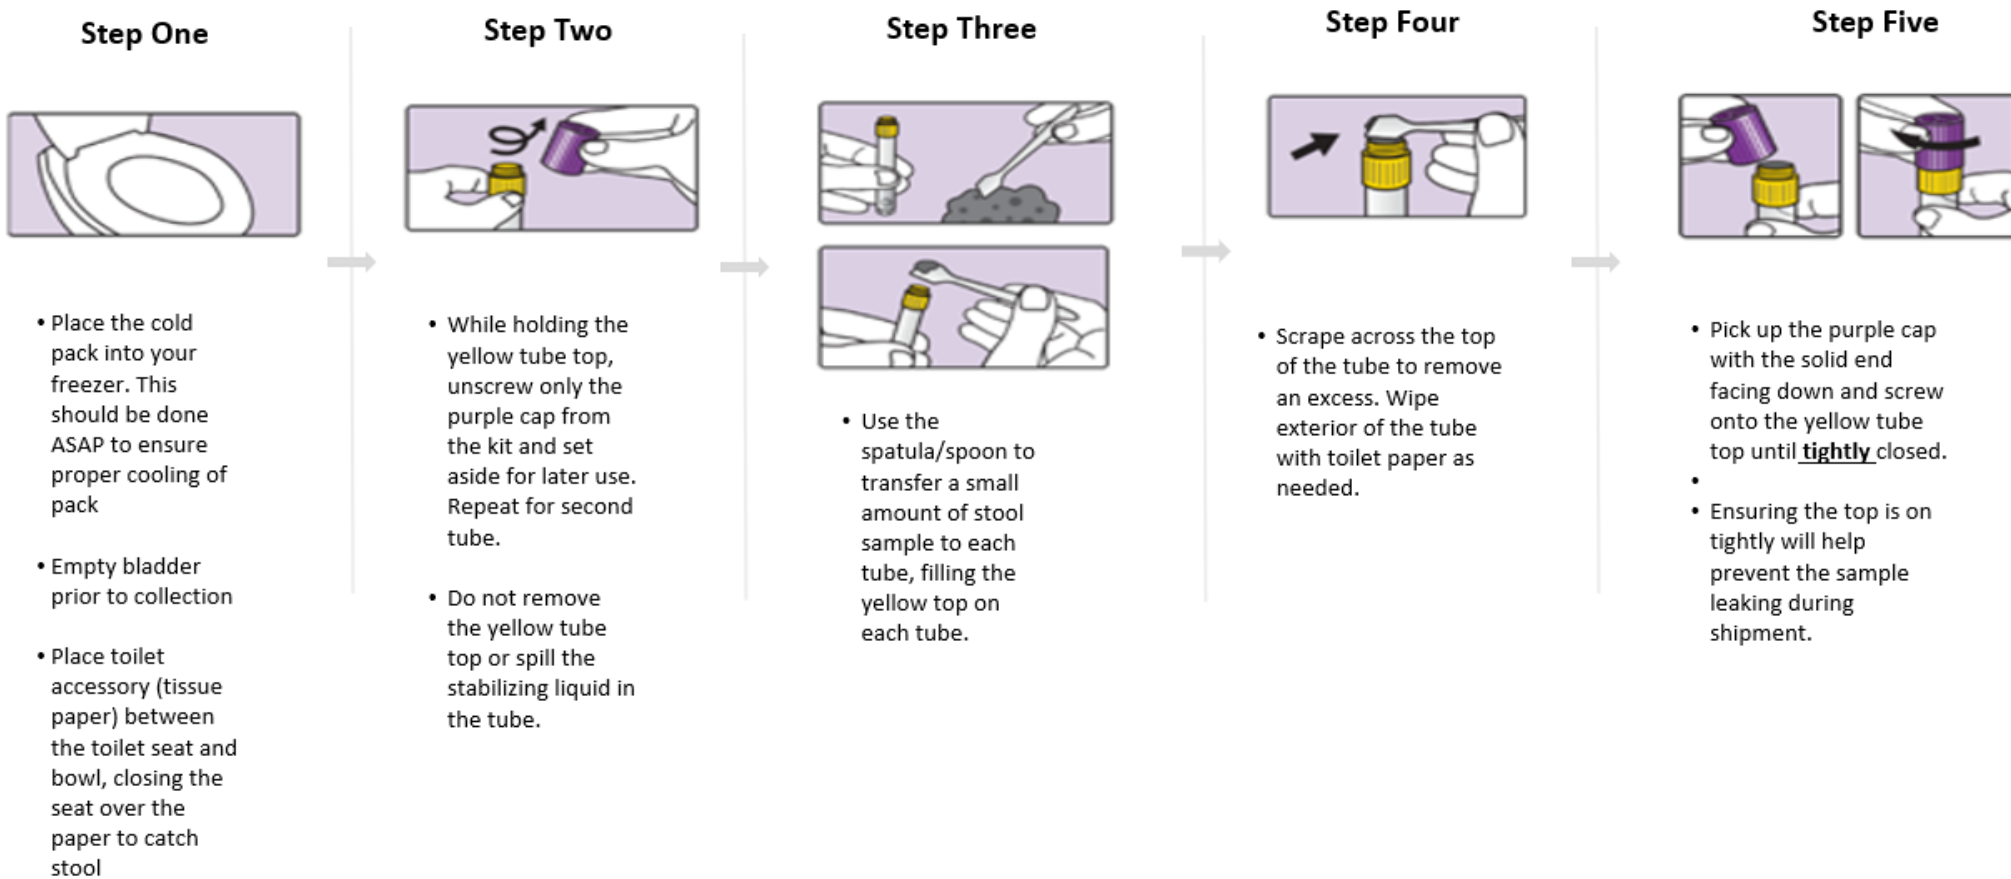 Step One
• Place the cold
pack into your
freezer. This
should be done
ASAP to ensure
proper cooling of
pack
• Empty bladder
prior to collection
• Place toilet
accessory (tissue
paper) between
the toilet seat and
bowl, closing the
seat over the
paper to catch
stool
Step Two
• While holding the
yellow tube top,
unscrew only the
purple cap from
the kit and set
aside for later use.
Repeat for second
tube.
• Do not remove
the yellow tube
top or spill the
stabilizing liquid in
the tube.
Step Three
• Use the
spatula/spoon to
transfer a small
amount of stool
sample to each
tube, filling the
yellow top on
each tube.
Step Four
• Scrape across the top
of the tube to remove
an excess. Wipe
exterior of the tube
with toilet paper as
needed.
Step Five
• Pick up the purple cap
with the solid end
facing down and screw
onto the yellow tube
top until tightly closed.
•
• Ensuring the top is on
tightly will help
prevent the sample
leaking during
shipment.